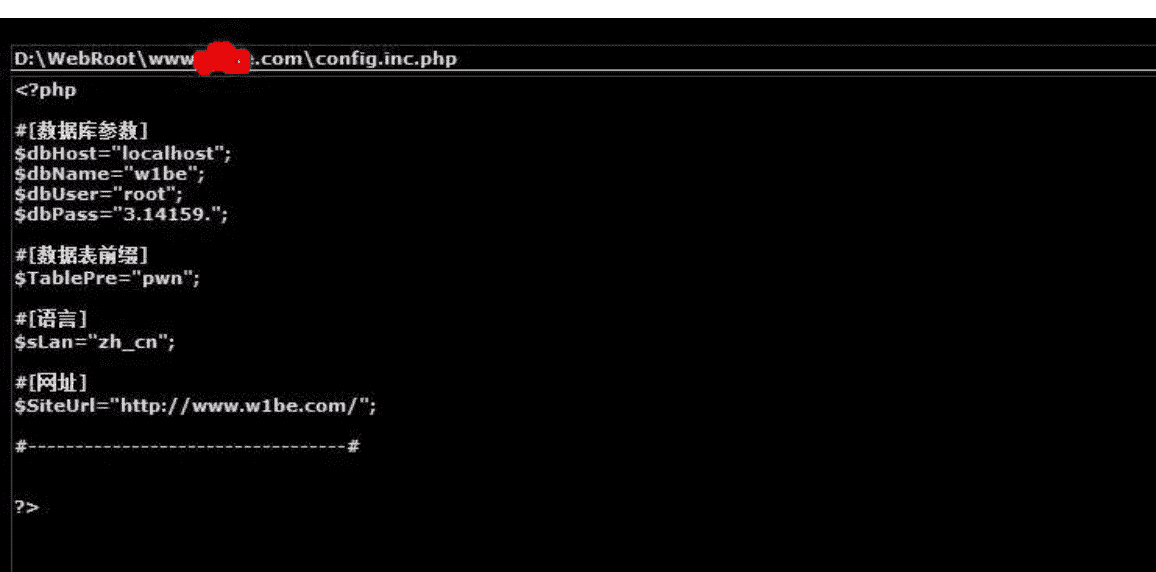 D:\WebRoot\www be.com\config.inc.php
<?php
#[数据库参数]
$dbHost="localhost";
$dbName="w1be";
$dbUser="root";
$dbPass="3.14159.";
#[数据表前缀]
$TablePre="pwn";
#[语言]
$sLan="zh_cn";
#[网址]
$SiteUrl="http://www.w1be.com/";
#----------------------------------#
?>